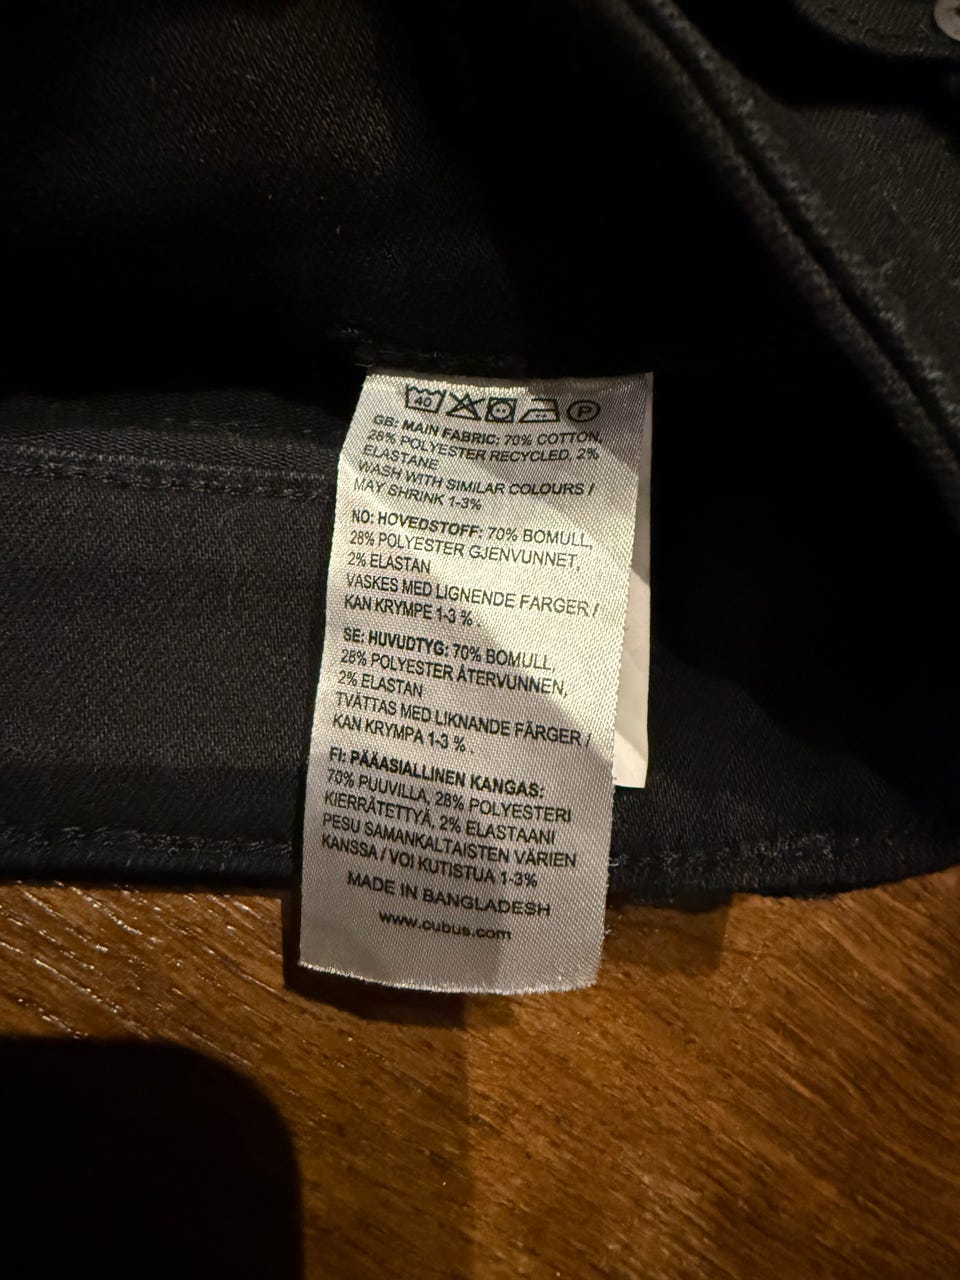 40 P
GB: MAIN FABRIC: 70% COTTON,
28% POLYESTER RECYCLED, 2%
ELASTANE
WASH WITH SIMILAR COLOURS /
MAY SHRINK 1-3%
NO: HOVEDSTOFF: 70% BOMULL,
28% POLYESTER GJENVUNNET,
2% ELASTAN
VASKES MED LIGNENDE FARGER /
KAN KRYMPE 1-3 % .
SE: HUVUDTYG: 70% BOMULL,
28% POLYESTER ÅTERVUNNEN,
2% ELASTAN
TVÄTTAS MED LIKNANDE FÄRGER /
KAN KRYMPA 1-3 % .
FI: PÄÄASIALLINEN KANGAS:
70% PUUVILLA, 28% POLYESTERI
KIERRÄTETTYÄ, 2% ELASTAANI
PESU SAMANKALTAISTEN VÄRIEN
KANSSA / VOI KUTISTUA 1-3%
MADE IN BANGLADESH
www.cubus.com